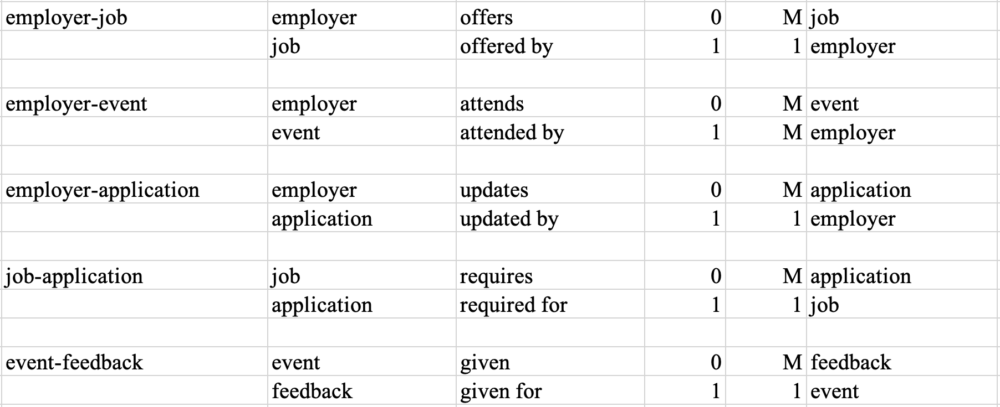 employer-job employer offers 0 M job
job offered by 1 1 employer
employer-event employer attends 0 M event
event attended by 1 M employer
employer-application employer updates 0 M application
application updated by 1 1 employer
job-application job requires 0 M application
application required for 1 1 job
event-feedback event given 0 M feedback
feedback given for 1 1 event